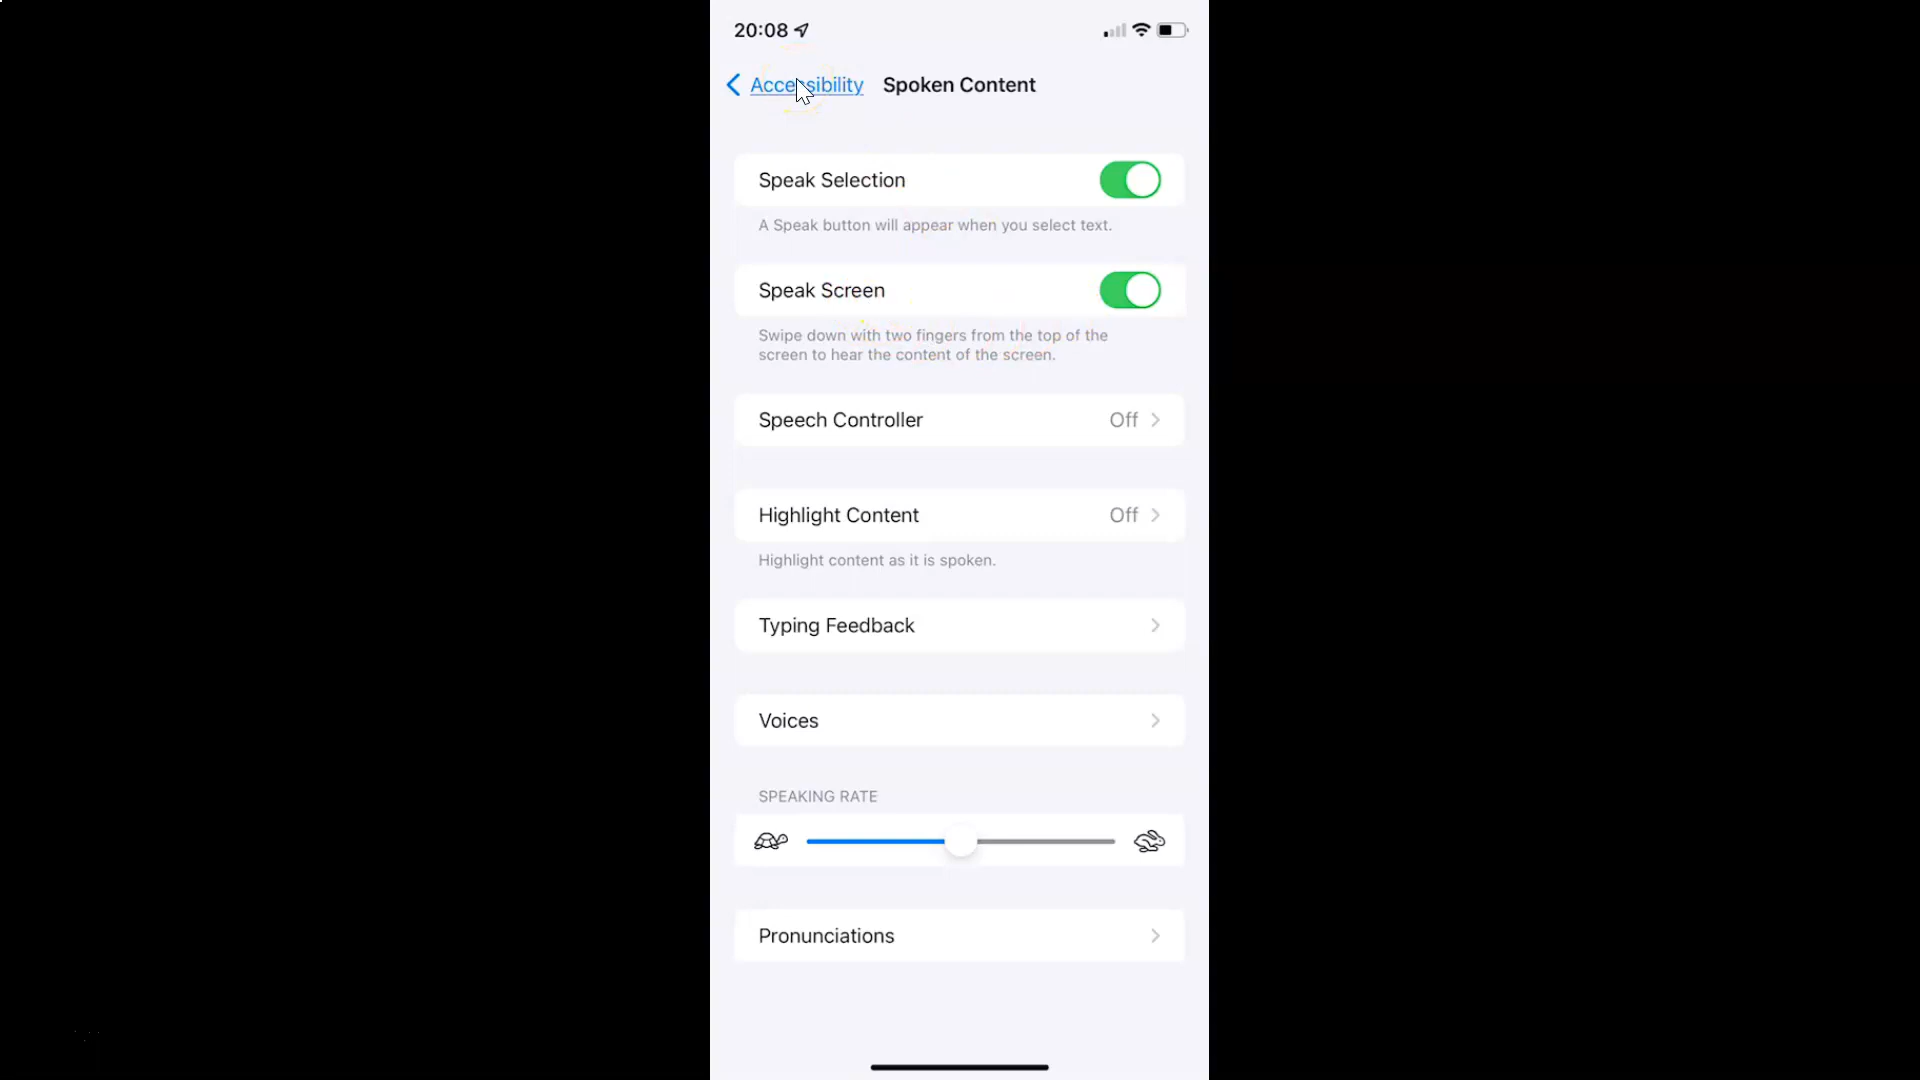 20:08
Accessibility Spoken Content
Speak Selection
A Speak button will appear when you select text.
Speak Screen
Swipe down with two fingers from the top of the
screen to hear the content of the screen.
Speech Controller Off
Highlight Content Off
Highlight content as it is spoken.
Typing Feedback
Voices
SPEAKING RATE
Pronunciations